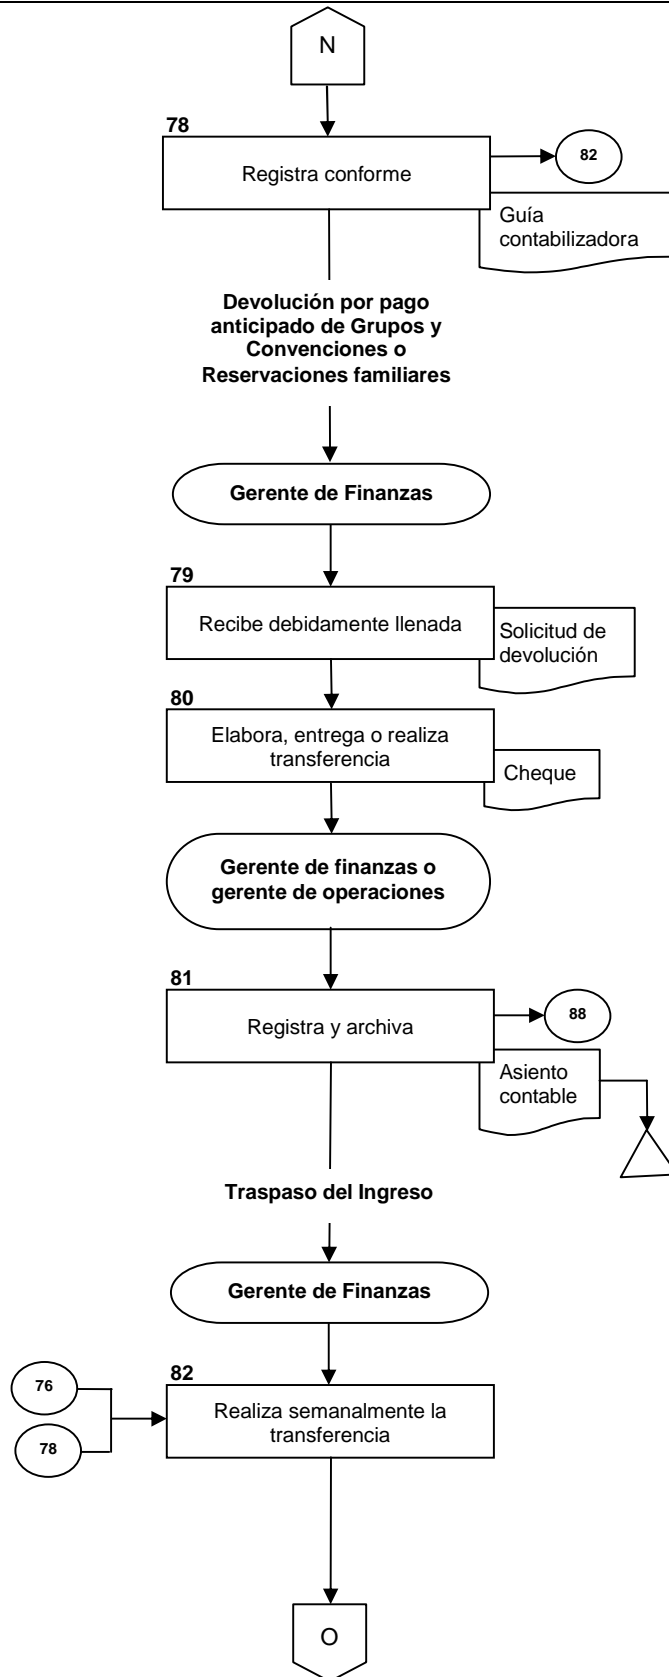 N
78
Registra conforme
82
Guía
contabilizadora
Devolución por pago
anticipado de Grupos y
Convenciones o
Reservaciones familiares
Gerente de Finanzas
79
Recibe debidamente llenada
Solicitud de
devolución
80
Elabora, entrega o realiza
transferencia
Cheque
Gerente de finanzas o
gerente de operaciones
81
Registra y archiva
88
Asiento
contable
Traspaso del Ingreso
Gerente de Finanzas
82
76
78
Realiza semanalmente la
transferencia
O